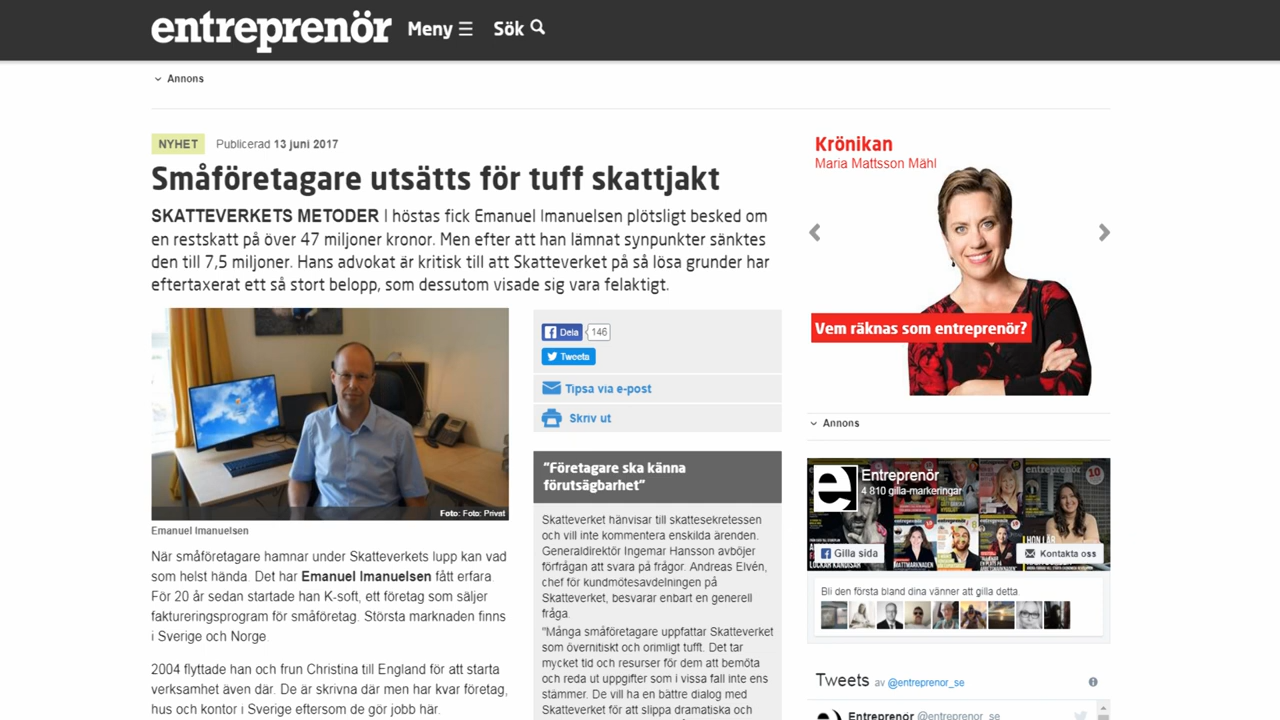 entreprenör Meny Sök
Annons
NYHET Publicerad 13 juni 2017
Småföretagare utsätts för tuff skattjakt
SKATTEVERKETS METODER I höstas fick Emanuel Imanuelsen plötsligt besked om
en restskatt på över 47 miljoner kronor. Men efter att han lämnat synpunkter sänktes
den till 7,5 miljoner. Hans advokat är kritisk till att Skatteverket på så lösa grunder har
eftertaxerat ett så stort belopp, som dessutom visade sig vara felaktigt.
Foto: Foto: Privat
Emanuel Imanuelsen
När småföretagare hamnar under Skatteverkets lupp kan vad
som helst hända. Det har Emanuel Imanuelsen fått erfara.
För 20 år sedan startade han K-soft, ett företag som säljer
faktureringsprogram för småföretag. Största marknaden finns
i Sverige och Norge.
2004 flyttade han och frun Christina till England för att starta
verksamhet även där. De är skrivna där men har kvar företag,
hus och kontor i Sverige eftersom de gör jobb här.
Dela 146
Tweeta
Tipsa via e-post
Skriv ut
"Företagare ska känna
förutsägbarhet"
Skatteverket hänvisar till skattesekretessen
och vill inte kommentera enskilda ärenden.
Generaldirektör Ingemar Hansson avböjer
förfrågan att svara på frågor. Andreas Elvén,
chef för kundmötesavdelningen på
Skatteverket, besvarar enbart en generell
fråga.
"Många småföretagare uppfattar Skatteverket
som övernitiskt och orimligt tufft. Det tar
mycket tid och resurser för dem att bemöta
och reda ut uppgifter som i vissa fall inte ens
stämmer. De vill ha en bättre dialog med
Skatteverket för att slippa dramatiska och
Krönikan
Maria Mattsson Mähl
Vem räknas som entreprenör?
Annons
e Entreprenör
4 810 gilla-markeringar
entreprenör
10
MATTMARKNADEN
LOCKAR KÄNDISAR
HON LÄR
Gilla sida
Kontakta oss
Bli den första bland dina vänner att gilla detta.
Tweets av @entreprenor_se
Entreprenör @entreprenor_se